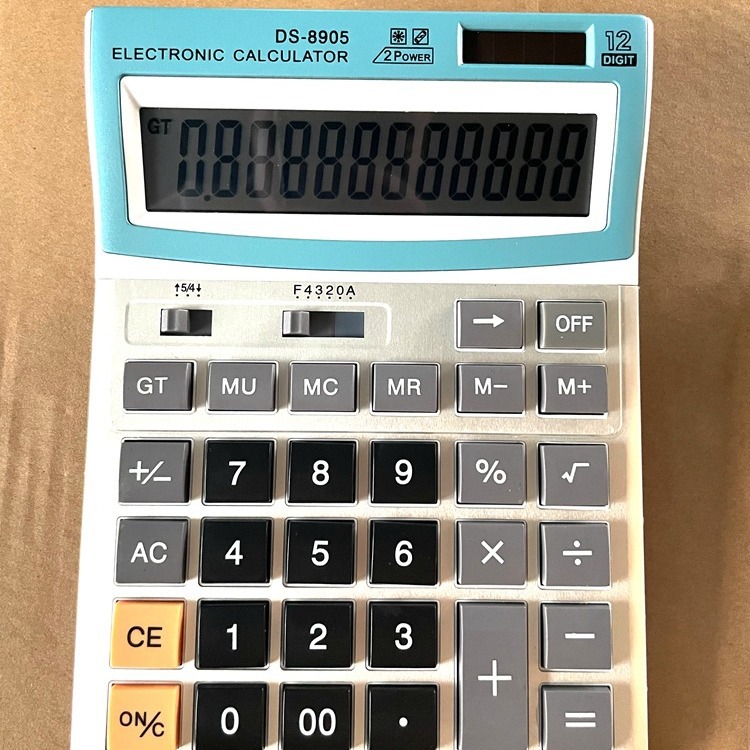 DS-8905
ELECTRONIC CALCULATOR
2 POWER
12
DIGIT
GT 0.88888888888
↑5/4↓
F4320A
→ OFF
GT MU MC MR M− M+
+/− 7 8 9 % √
AC 4 5 6 × ÷
CE 1 2 3 + −
ON/C 0 00 . =